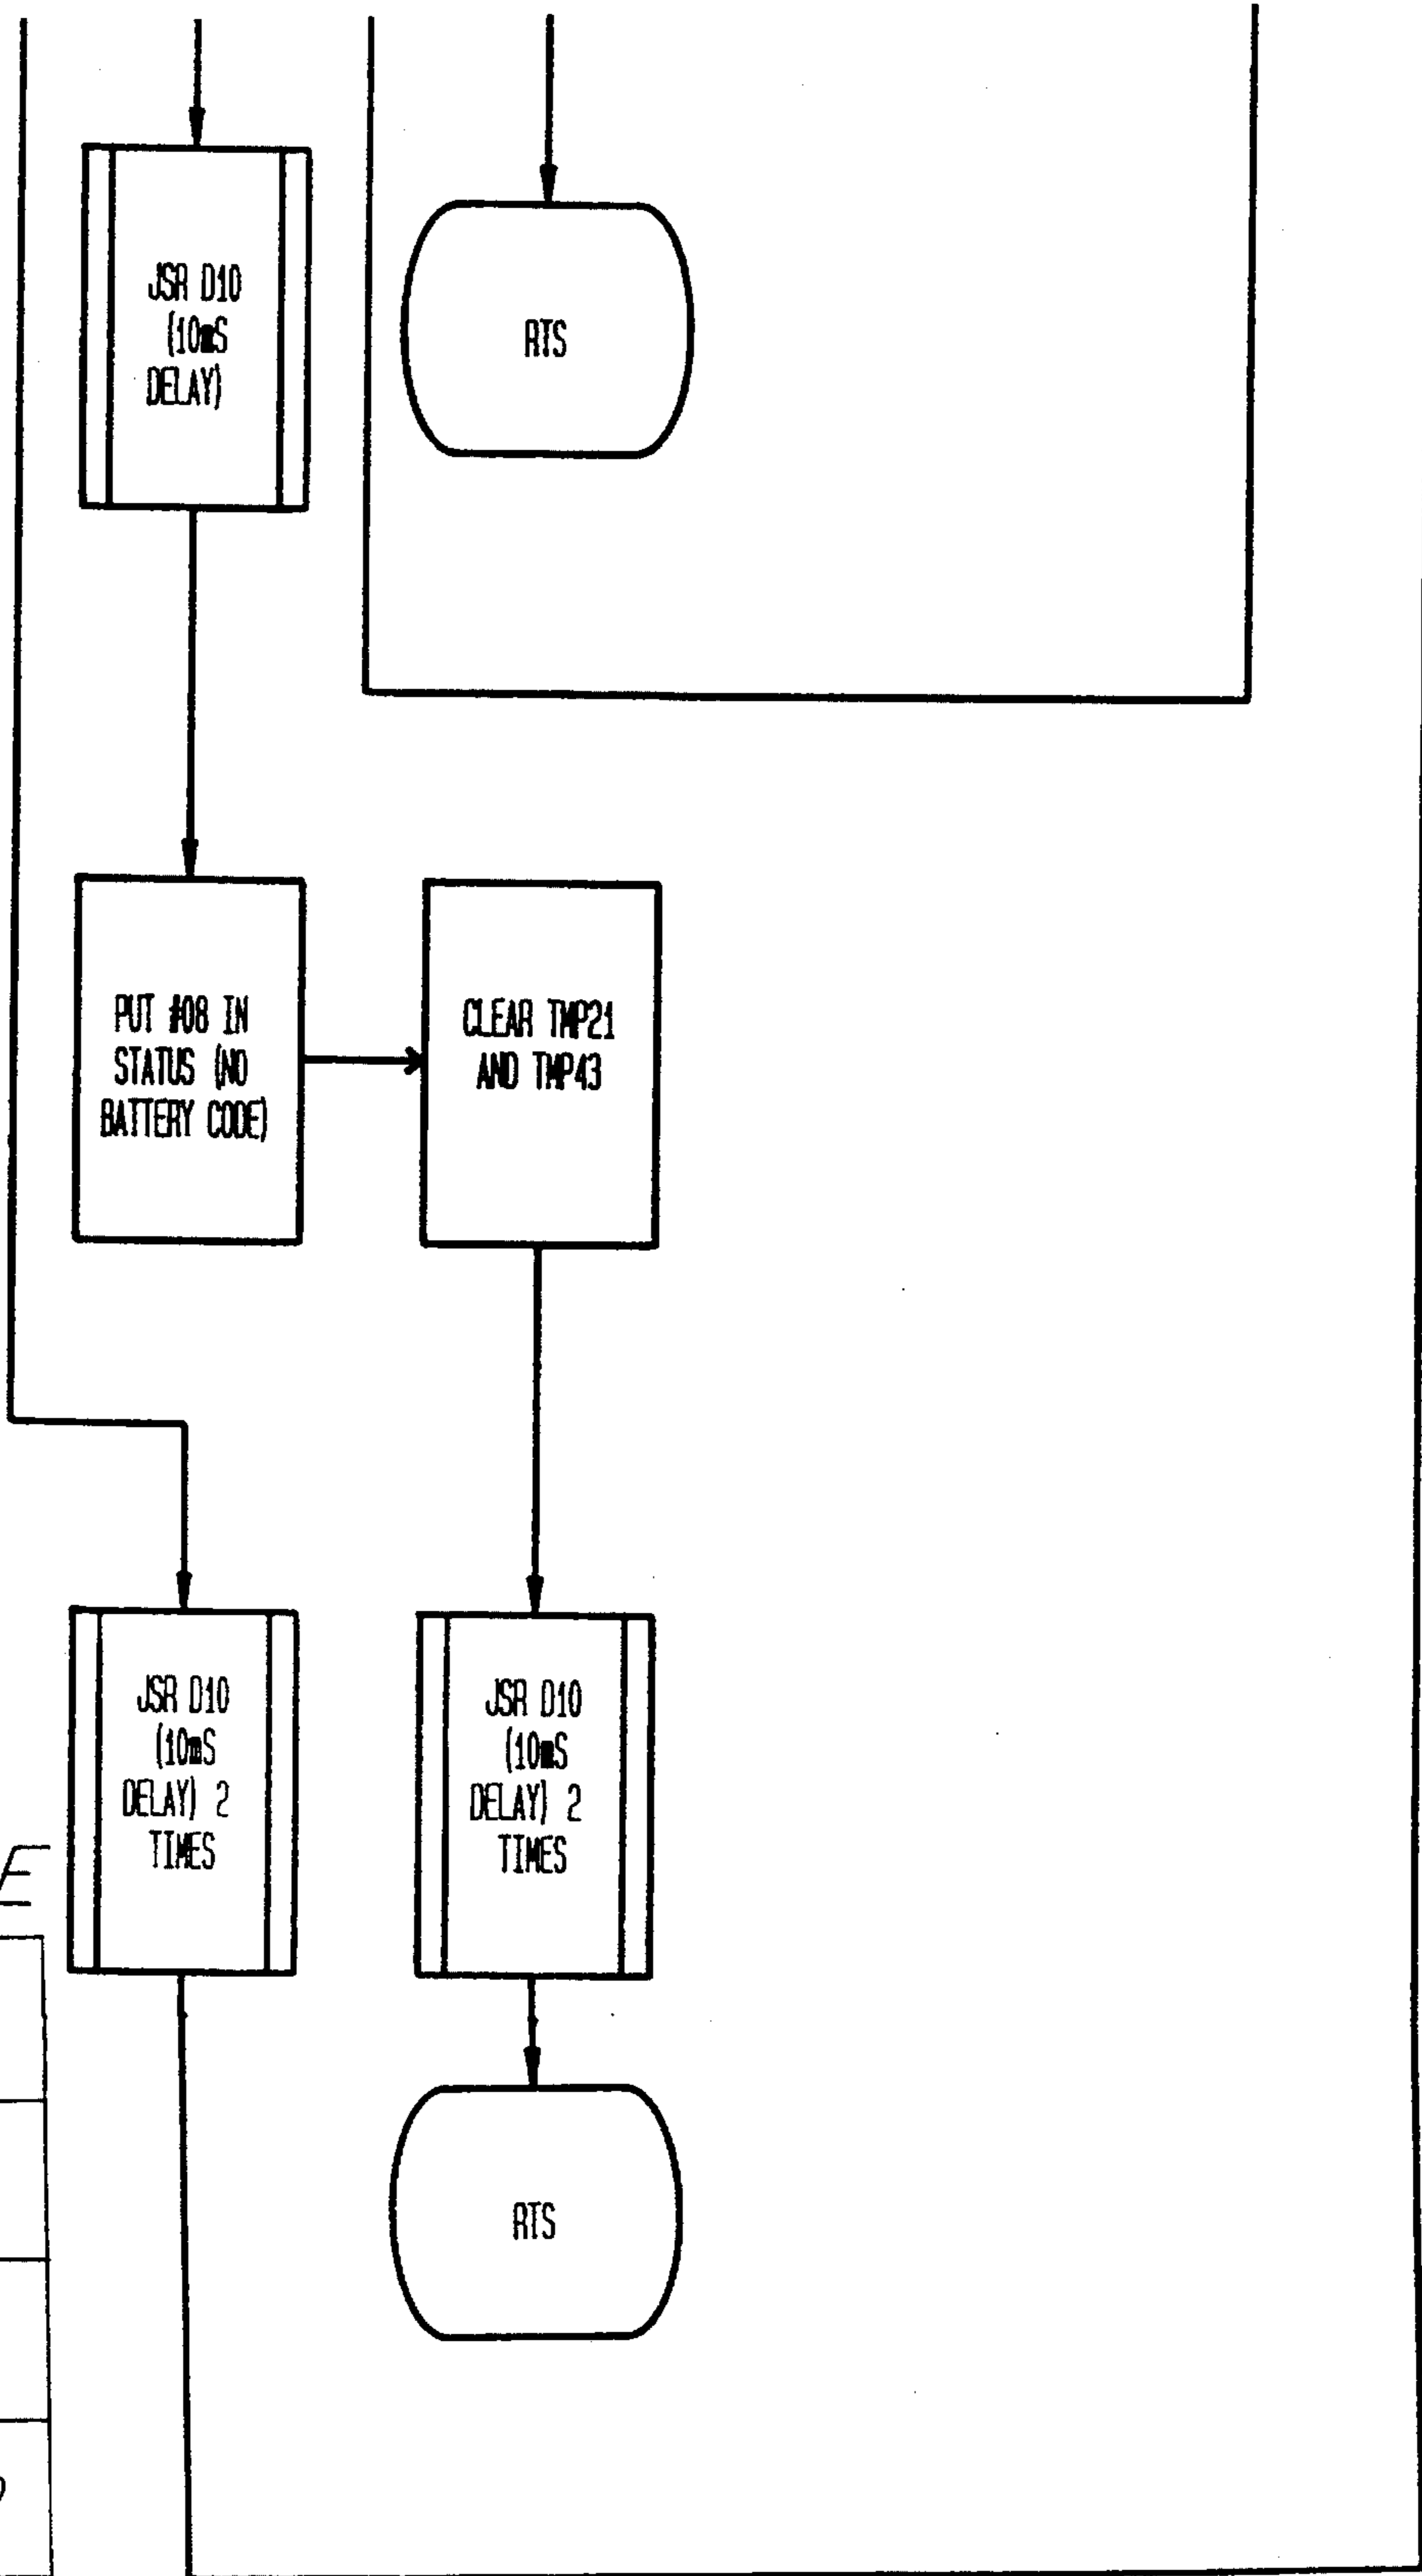 JSR D10
(10mS
DELAY)
RTS
PUT #08 IN
STATUS (NO
BATTERY CODE)
CLEAR TMP21
AND TMP43
JSR D10
(10mS
DELAY) 2
TIMES
JSR D10
(10mS
DELAY) 2
TIMES
RTS